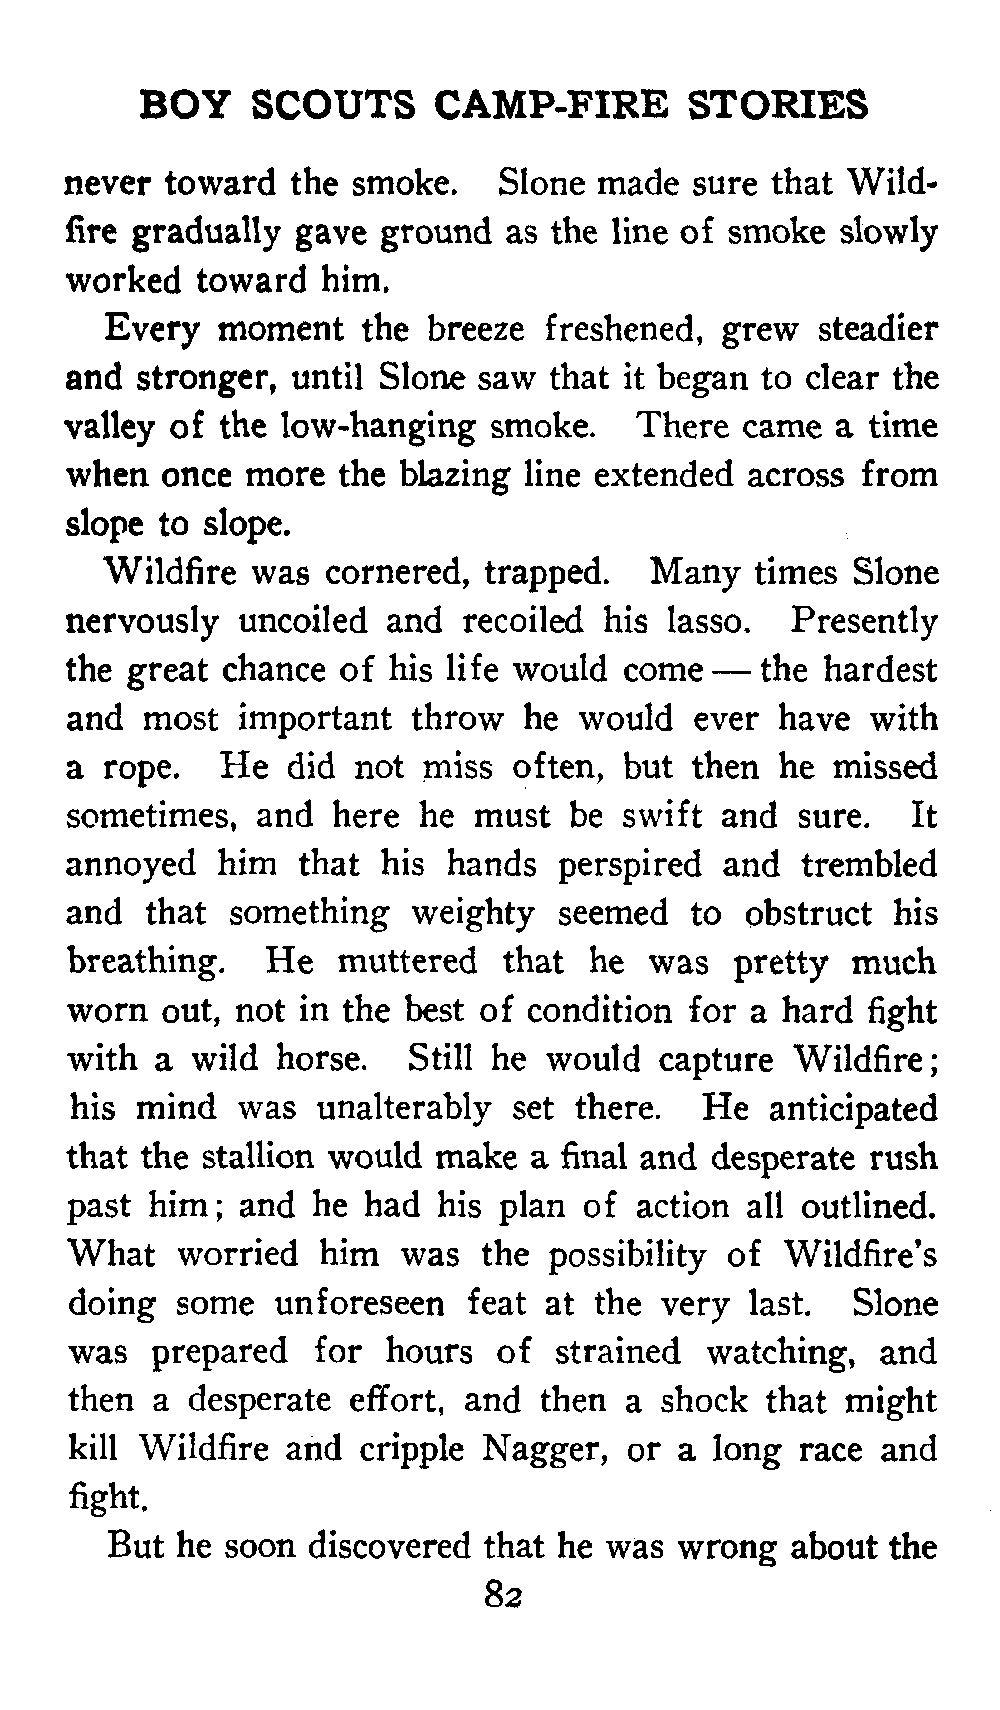 BOY SCOUTS CAMP-FIRE STORIES
never toward the smoke. Slone made sure that Wild-
fire gradually gave ground as the line of smoke slowly
worked toward him.
Every moment the breeze freshened, grew steadier
and stronger, until Slone saw that it began to clear the
valley of the low-hanging smoke. There came a time
when once more the blazing line extended across from
slope to slope.
Wildfire was cornered, trapped. Many times Slone
nervously uncoiled and recoiled his lasso. Presently
the great chance of his life would come — the hardest
and most important throw he would ever have with
a rope. He did not miss often, but then he missed
sometimes, and here he must be swift and sure. It
annoyed him that his hands perspired and trembled
and that something weighty seemed to obstruct his
breathing. He muttered that he was pretty much
worn out, not in the best of condition for a hard fight
with a wild horse. Still he would capture Wildfire;
his mind was unalterably set there. He anticipated
that the stallion would make a final and desperate rush
past him; and he had his plan of action all outlined.
What worried him was the possibility of Wildfire's
doing some unforeseen feat at the very last. Slone
was prepared for hours of strained watching, and
then a desperate effort, and then a shock that might
kill Wildfire and cripple Nagger, or a long race and
fight.
But he soon discovered that he was wrong about the
82